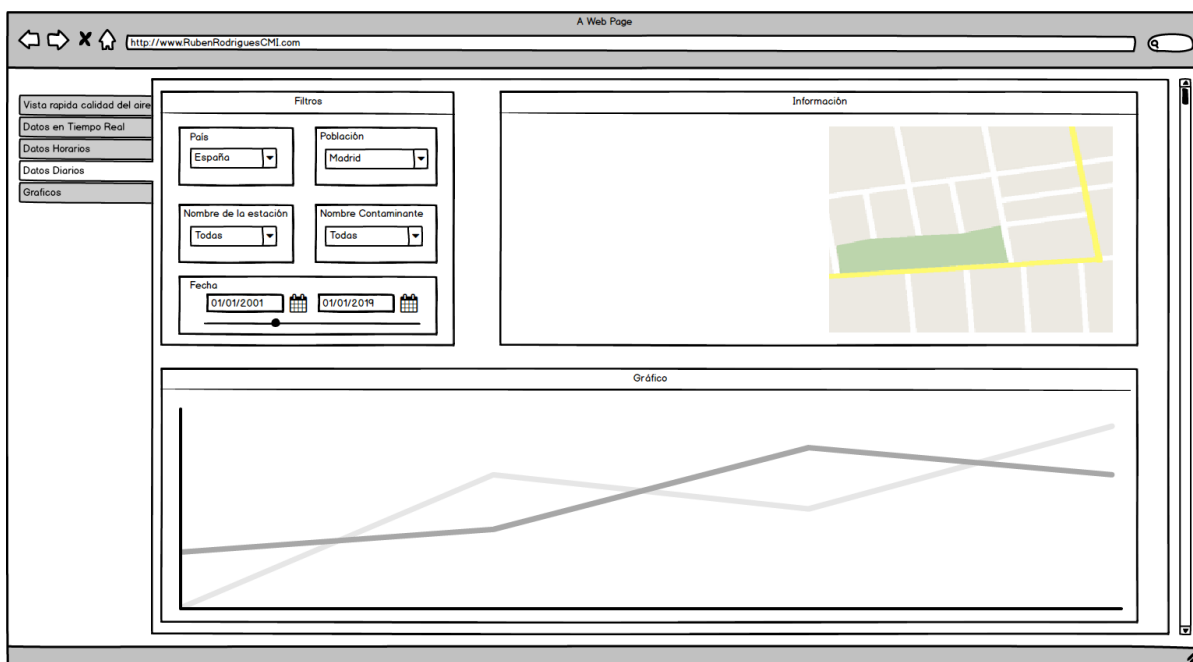 A Web Page
http://www.RubenRodriguesCMI.com
Vista rapida calidad del aire
Datos en Tiempo Real
Datos Horarios
Datos Diarios
Graficos
Filtros
País
España
Población
Madrid
Nombre de la estación
Todas
Nombre Contaminante
Todas
Fecha
01/01/2001
01/01/2019
Información
Gráfico